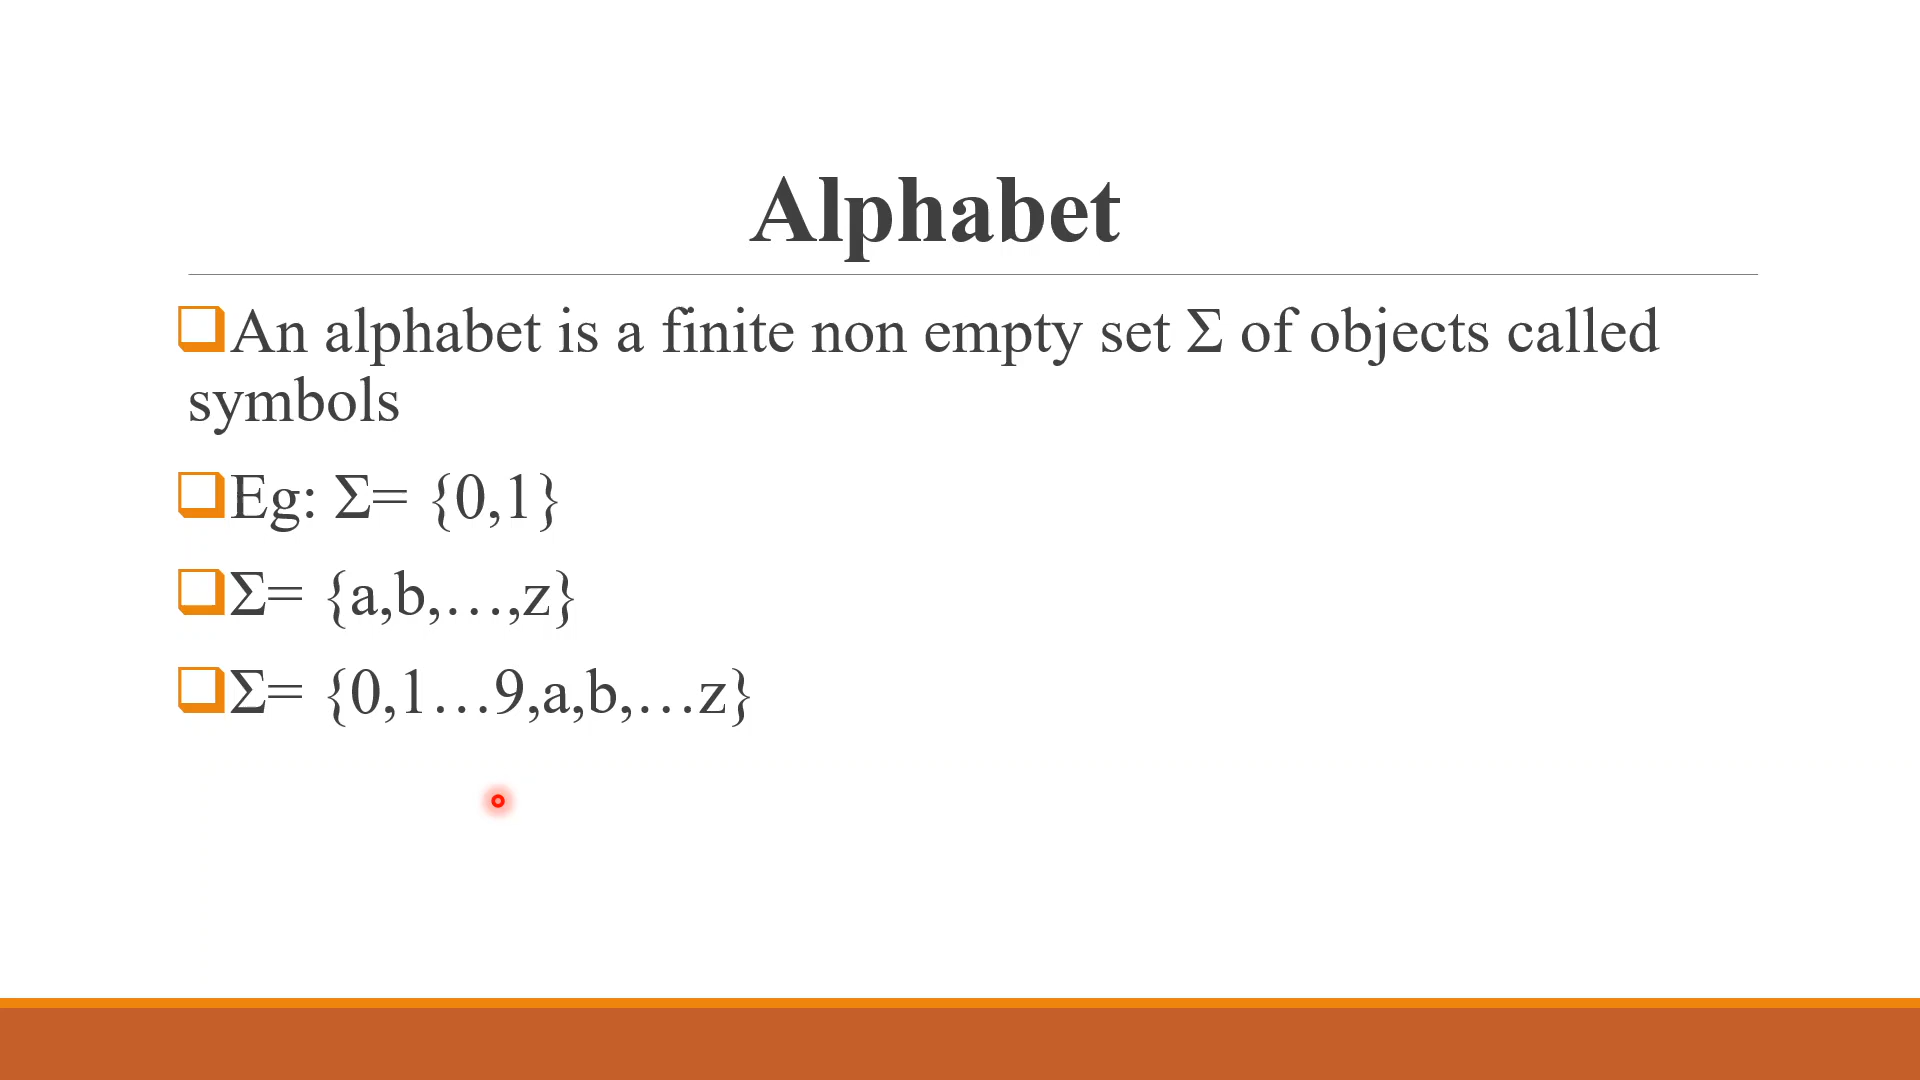 Alphabet
An alphabet is a finite non empty set Σ of objects called
symbols
Eg: Σ= {0,1}
Σ= {a,b,…,z}
Σ= {0,1…9,a,b,…z}